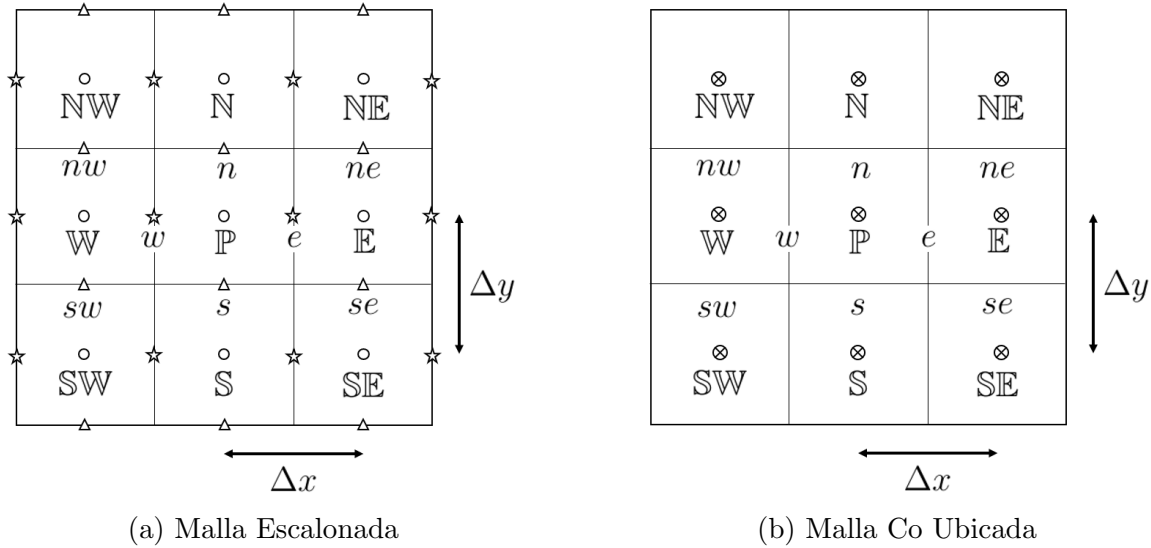 ℕ𝕎 ℕ ℕ𝔼 ℕ𝕎 ℕ ℕ𝔼
nw n ne nw n ne
𝕎 w ℙ e 𝔼 𝕎 w ℙ e 𝔼
Δy Δy
sw s se sw s se
𝕊𝕎 𝕊 𝕊𝔼 𝕊𝕎 𝕊 𝕊𝔼
Δx Δx
(a) Malla Escalonada (b) Malla Co Ubicada